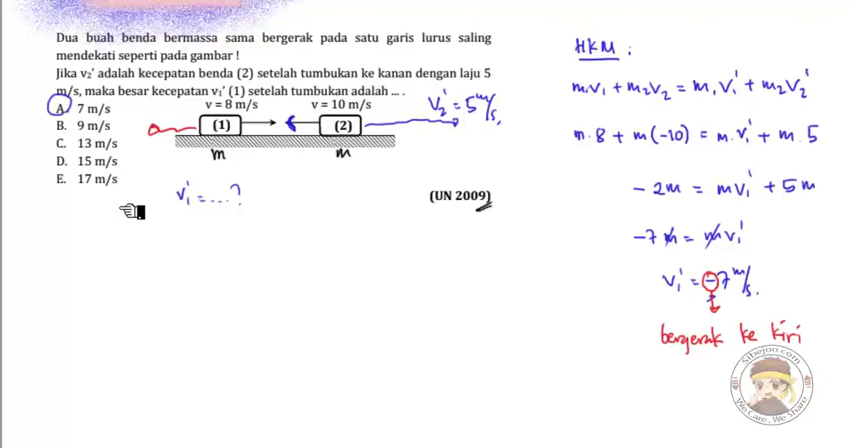 Dua buah benda bermassa sama bergerak pada satu garis lurus saling
mendekati seperti pada gambar !
Jika v₂' adalah kecepatan benda (2) setelah tumbukan ke kanan dengan laju 5
m/s, maka besar kecepatan v₁' (1) setelah tumbukan adalah ... .
A. 7 m/s
B. 9 m/s
C. 13 m/s
D. 15 m/s
E. 17 m/s
v = 8 m/s v = 10 m/s
(1) (2)
m m
v₂' = 5 m/s
v₁' = ....?
(UN 2009)
HKM :
m₁v₁ + m₂v₂ = m₁v₁' + m₂v₂'
m . 8 + m(-10) = m . v₁' + m . 5
- 2m = mv₁' + 5m
-7m = mv₁'
v₁' = -7 m/s.
bergerak ke kiri
Sibejoo.com
We Care, We Share